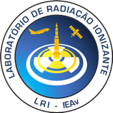 LABORATÓRIO DE RADIAÇÃO IONIZANTE
LRI - IEAv